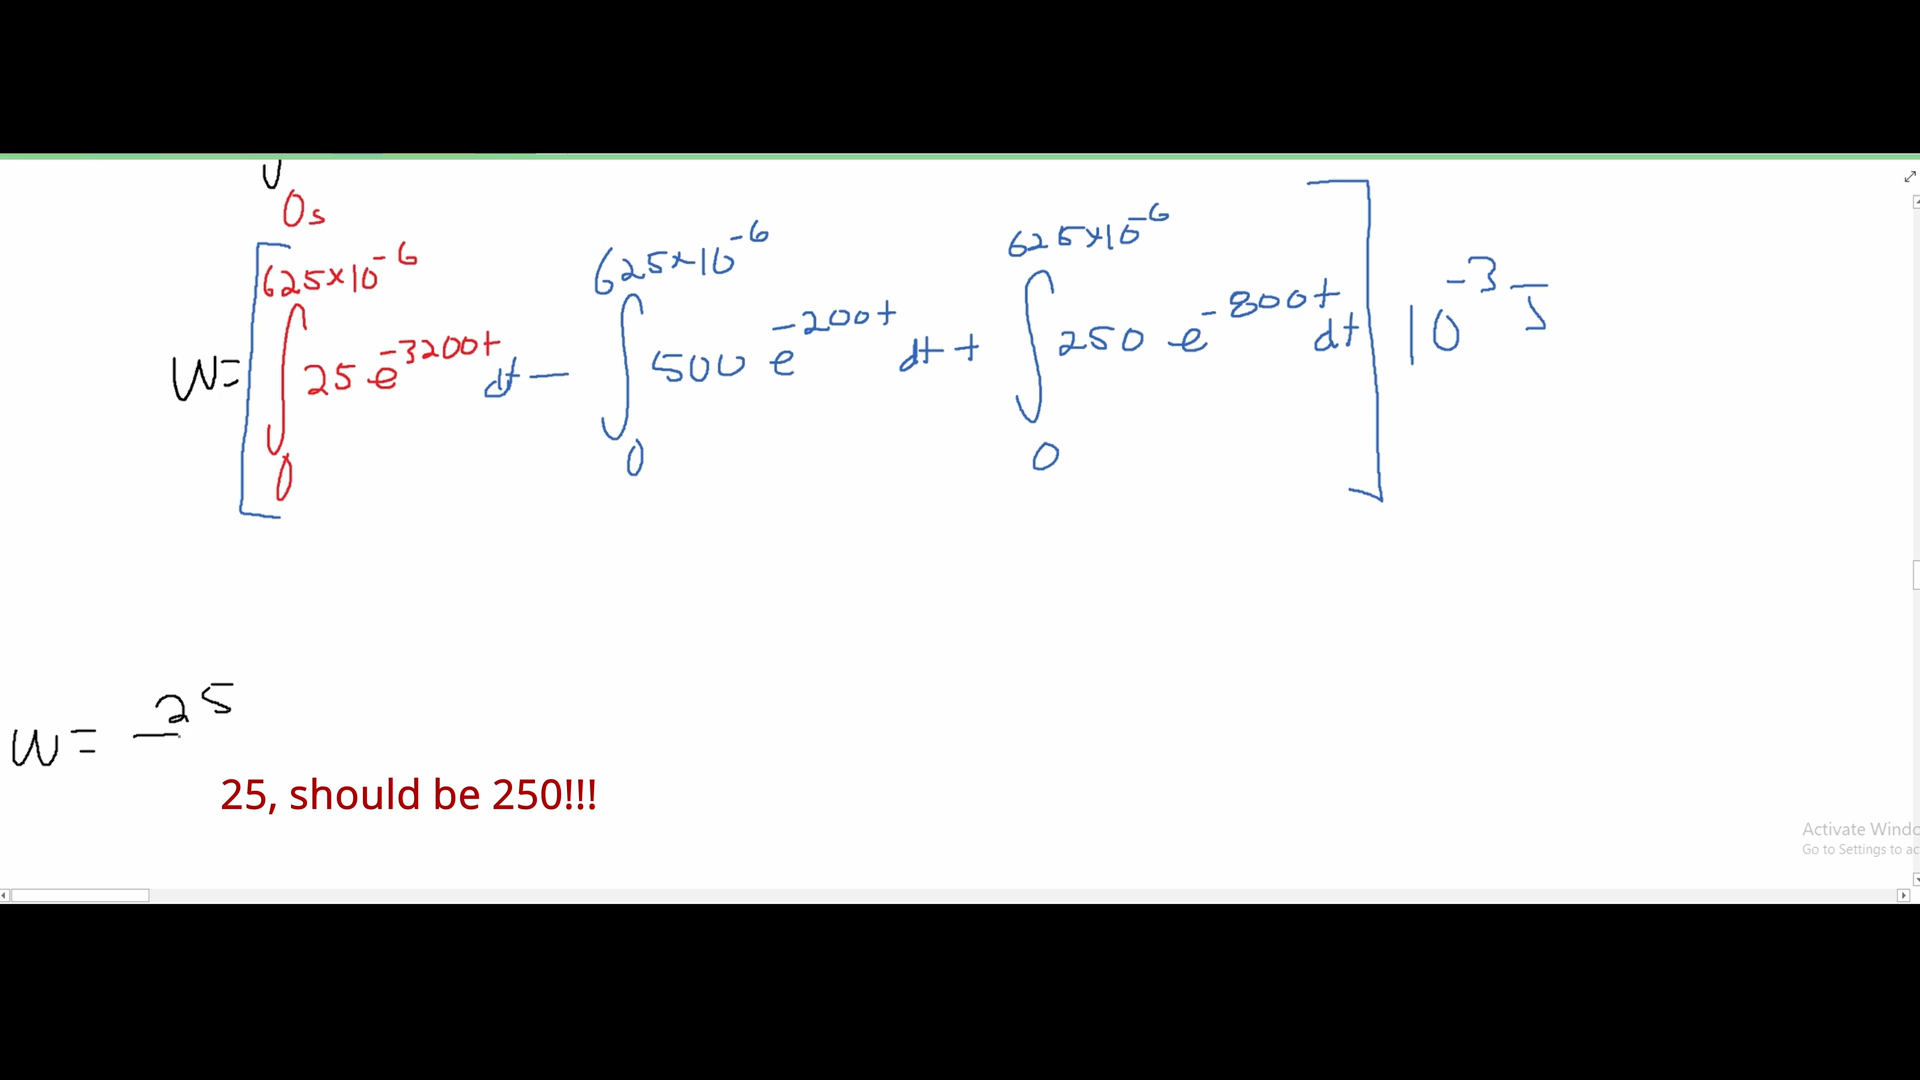 0s
W= [ ∫₀^{625×10^{-6}} 25 e^{-3200t} dt − ∫₀^{625×10^{-6}} 500 e^{-200t} dt + ∫₀^{625×10^{-6}} 250 e^{-800t} dt ] 10^{-3} J
W= 25
25, should be 250!!!
Activate Windo
Go to Settings to ac